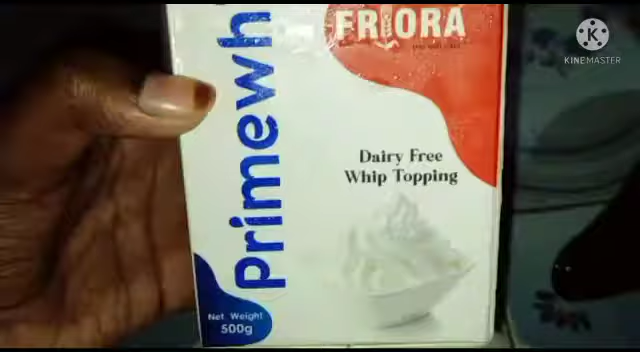 FRIORA
Primewh
Dairy Free
Whip Topping
Net Weight
500g
K
KINEMASTER